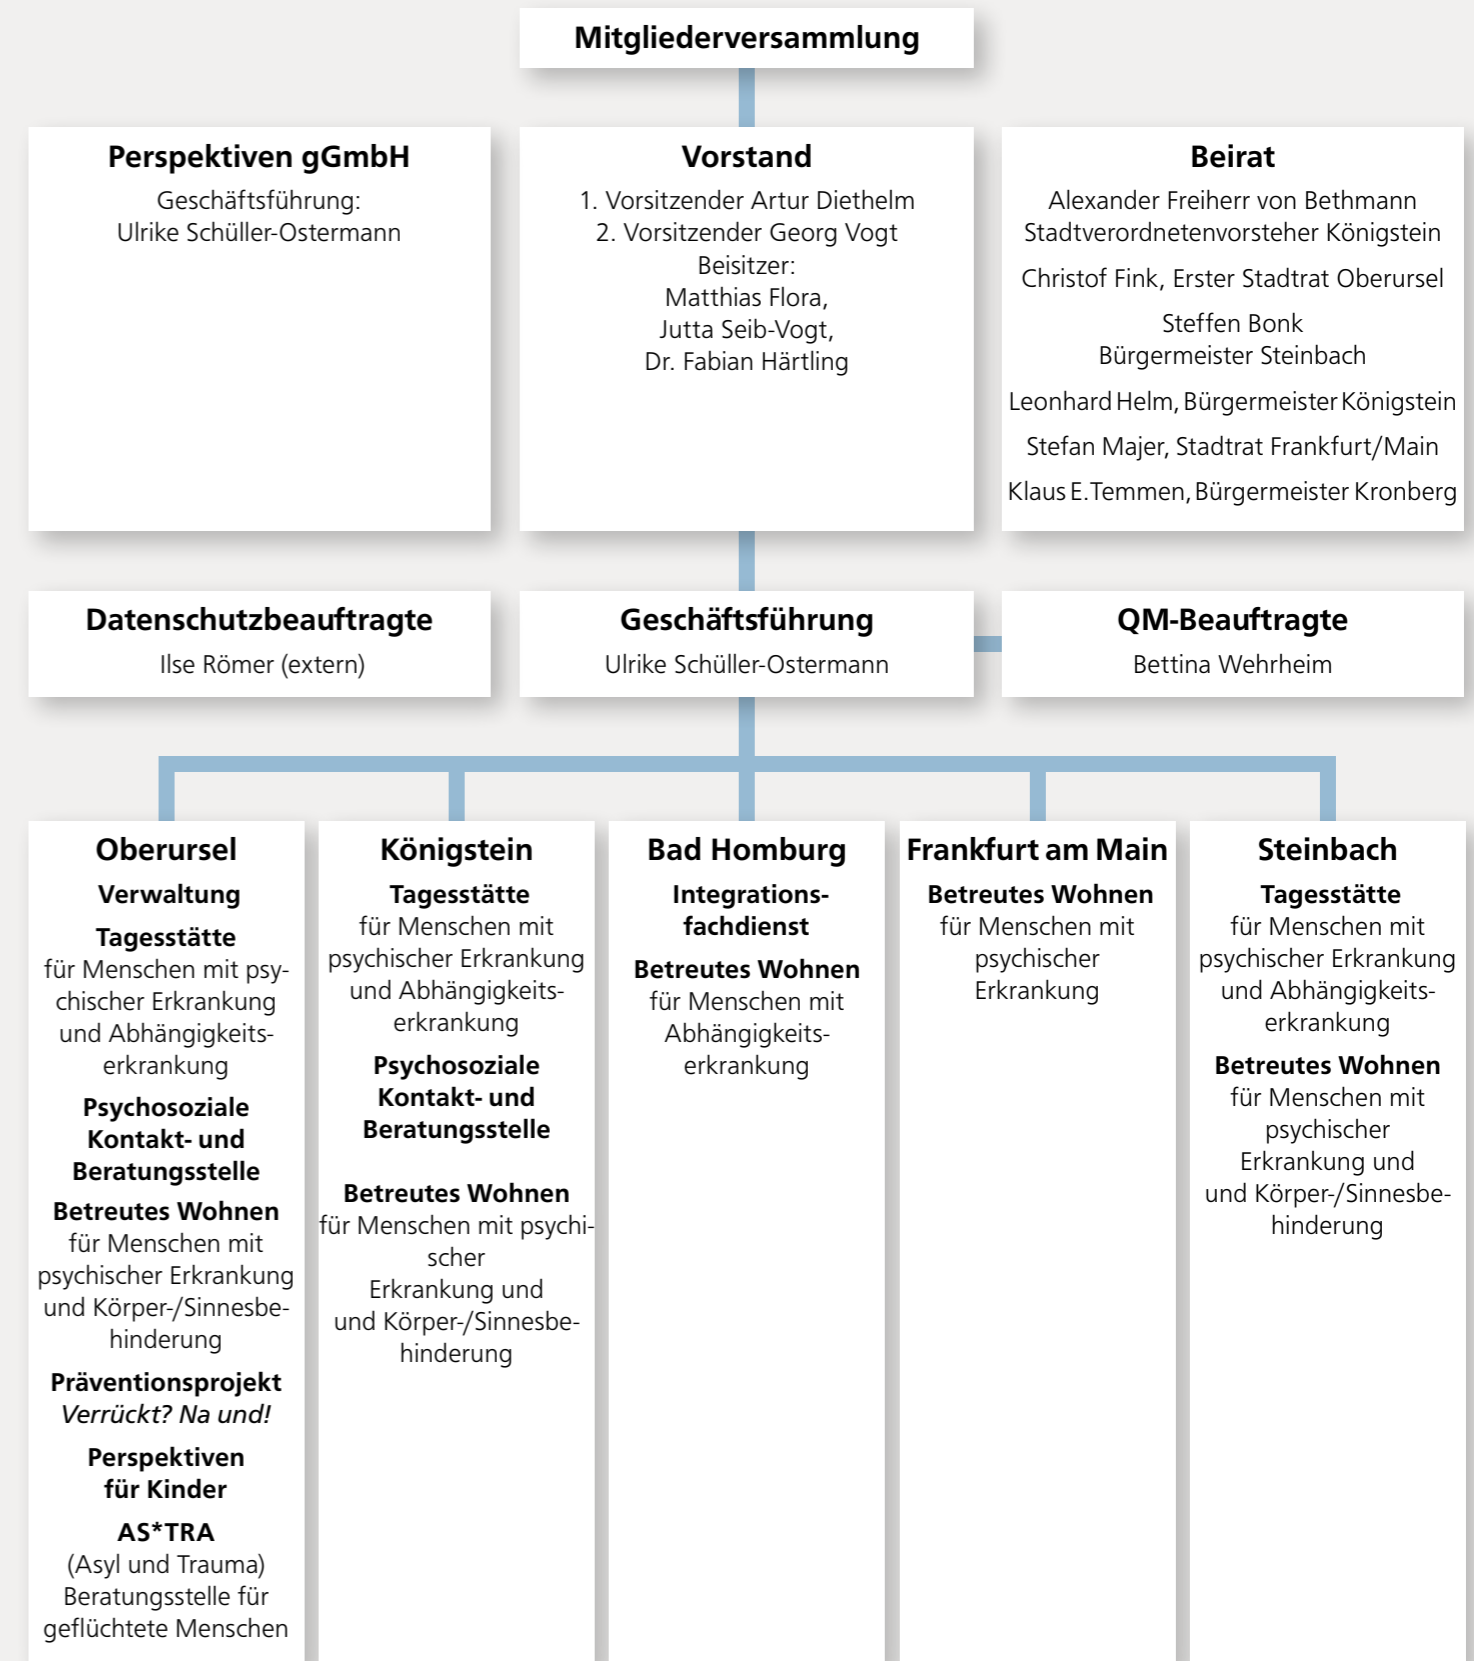 Mitgliederversammlung
Perspektiven gGmbH
Geschäftsführung:
Ulrike Schüller-Ostermann
Vorstand
1. Vorsitzender Artur Diethelm
2. Vorsitzender Georg Vogt
Beisitzer:
Matthias Flora,
Jutta Seib-Vogt,
Dr. Fabian Härtling
Beirat
Alexander Freiherr von Bethmann
Stadtverordnetenvorsteher Königstein
Christof Fink, Erster Stadtrat Oberursel
Steffen Bonk
Bürgermeister Steinbach
Leonhard Helm, Bürgermeister Königstein
Stefan Majer, Stadtrat Frankfurt/Main
Klaus E. Temmen, Bürgermeister Kronberg
Datenschutzbeauftragte
Ilse Römer (extern)
Geschäftsführung
Ulrike Schüller-Ostermann
QM-Beauftragte
Bettina Wehrheim
Oberursel
Verwaltung
Tagesstätte
für Menschen mit psy-
chischer Erkrankung
und Abhängigkeits-
erkrankung
Psychosoziale
Kontakt- und
Beratungsstelle
Betreutes Wohnen
für Menschen mit
psychischer Erkrankung
und Körper-/Sinnesbe-
hinderung
Präventionsprojekt
Verrückt? Na und!
Perspektiven
für Kinder
AS*TRA
(Asyl und Trauma)
Beratungsstelle für
geflüchtete Menschen
Königstein
Tagesstätte
für Menschen mit
psychischer Erkrankung
und Abhängigkeits-
erkrankung
Psychosoziale
Kontakt- und
Beratungsstelle
Betreutes Wohnen
für Menschen mit psychi-
scher
Erkrankung und
und Körper-/Sinnesbe-
hinderung
Bad Homburg
Integrations-
fachdienst
Betreutes Wohnen
für Menschen mit
Abhängigkeits-
erkrankung
Frankfurt am Main
Betreutes Wohnen
für Menschen mit
psychischer
Erkrankung
Steinbach
Tagesstätte
für Menschen mit
psychischer Erkrankung
und Abhängigkeits-
erkrankung
Betreutes Wohnen
für Menschen mit
psychischer
Erkrankung und
und Körper-/Sinnesbe-
hinderung